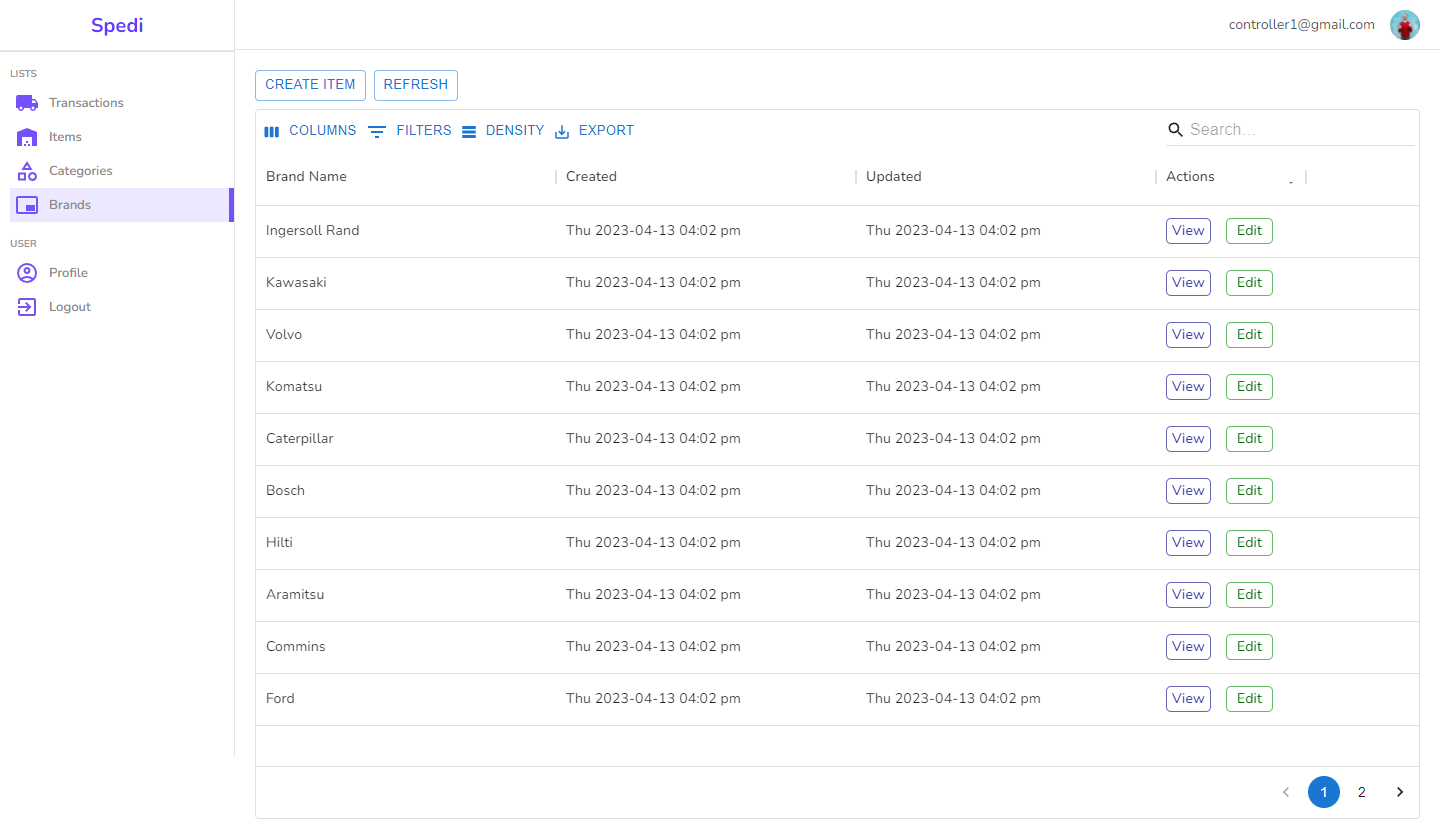 Spedi
controller1@gmail.com
LISTS
Transactions
Items
Categories
Brands
USER
Profile
Logout
CREATE ITEM REFRESH
COLUMNS FILTERS DENSITY EXPORT Search...
Brand Name Created Updated Actions
Ingersoll Rand Thu 2023-04-13 04:02 pm Thu 2023-04-13 04:02 pm View Edit
Kawasaki Thu 2023-04-13 04:02 pm Thu 2023-04-13 04:02 pm View Edit
Volvo Thu 2023-04-13 04:02 pm Thu 2023-04-13 04:02 pm View Edit
Komatsu Thu 2023-04-13 04:02 pm Thu 2023-04-13 04:02 pm View Edit
Caterpillar Thu 2023-04-13 04:02 pm Thu 2023-04-13 04:02 pm View Edit
Bosch Thu 2023-04-13 04:02 pm Thu 2023-04-13 04:02 pm View Edit
Hilti Thu 2023-04-13 04:02 pm Thu 2023-04-13 04:02 pm View Edit
Aramitsu Thu 2023-04-13 04:02 pm Thu 2023-04-13 04:02 pm View Edit
Commins Thu 2023-04-13 04:02 pm Thu 2023-04-13 04:02 pm View Edit
Ford Thu 2023-04-13 04:02 pm Thu 2023-04-13 04:02 pm View Edit
1 2